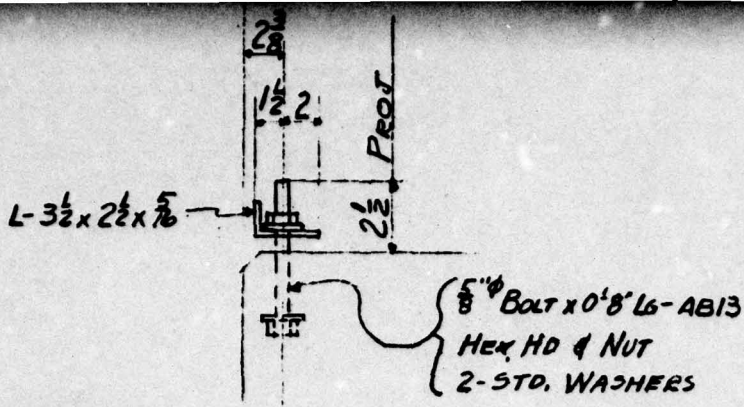 2 3/8
1 1/2 2
PROJ
2 1/2
L-3 1/2 x 2 1/2 x 5/16
5/8"φ BOLT x 0'8" LG-AB13
HEX HD & NUT
2-STD. WASHERS